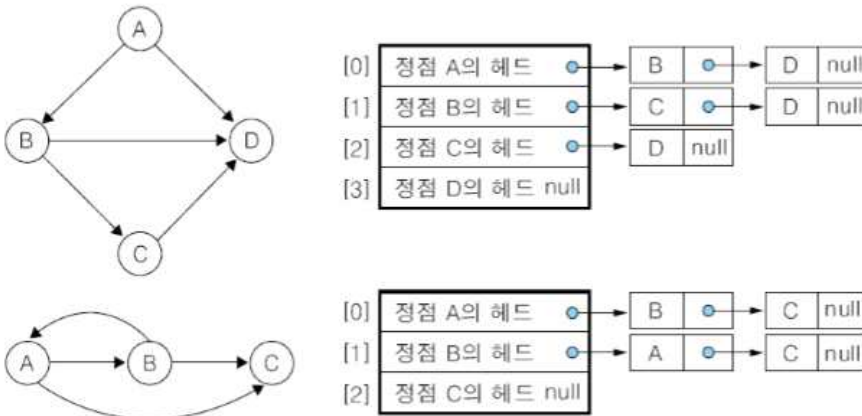 A
B
D
C
[0] 정점 A의 헤드 B D null
[1] 정점 B의 헤드 C D null
[2] 정점 C의 헤드 D null
[3] 정점 D의 헤드 null
A B C
[0] 정점 A의 헤드 B C null
[1] 정점 B의 헤드 A C null
[2] 정점 C의 헤드 null